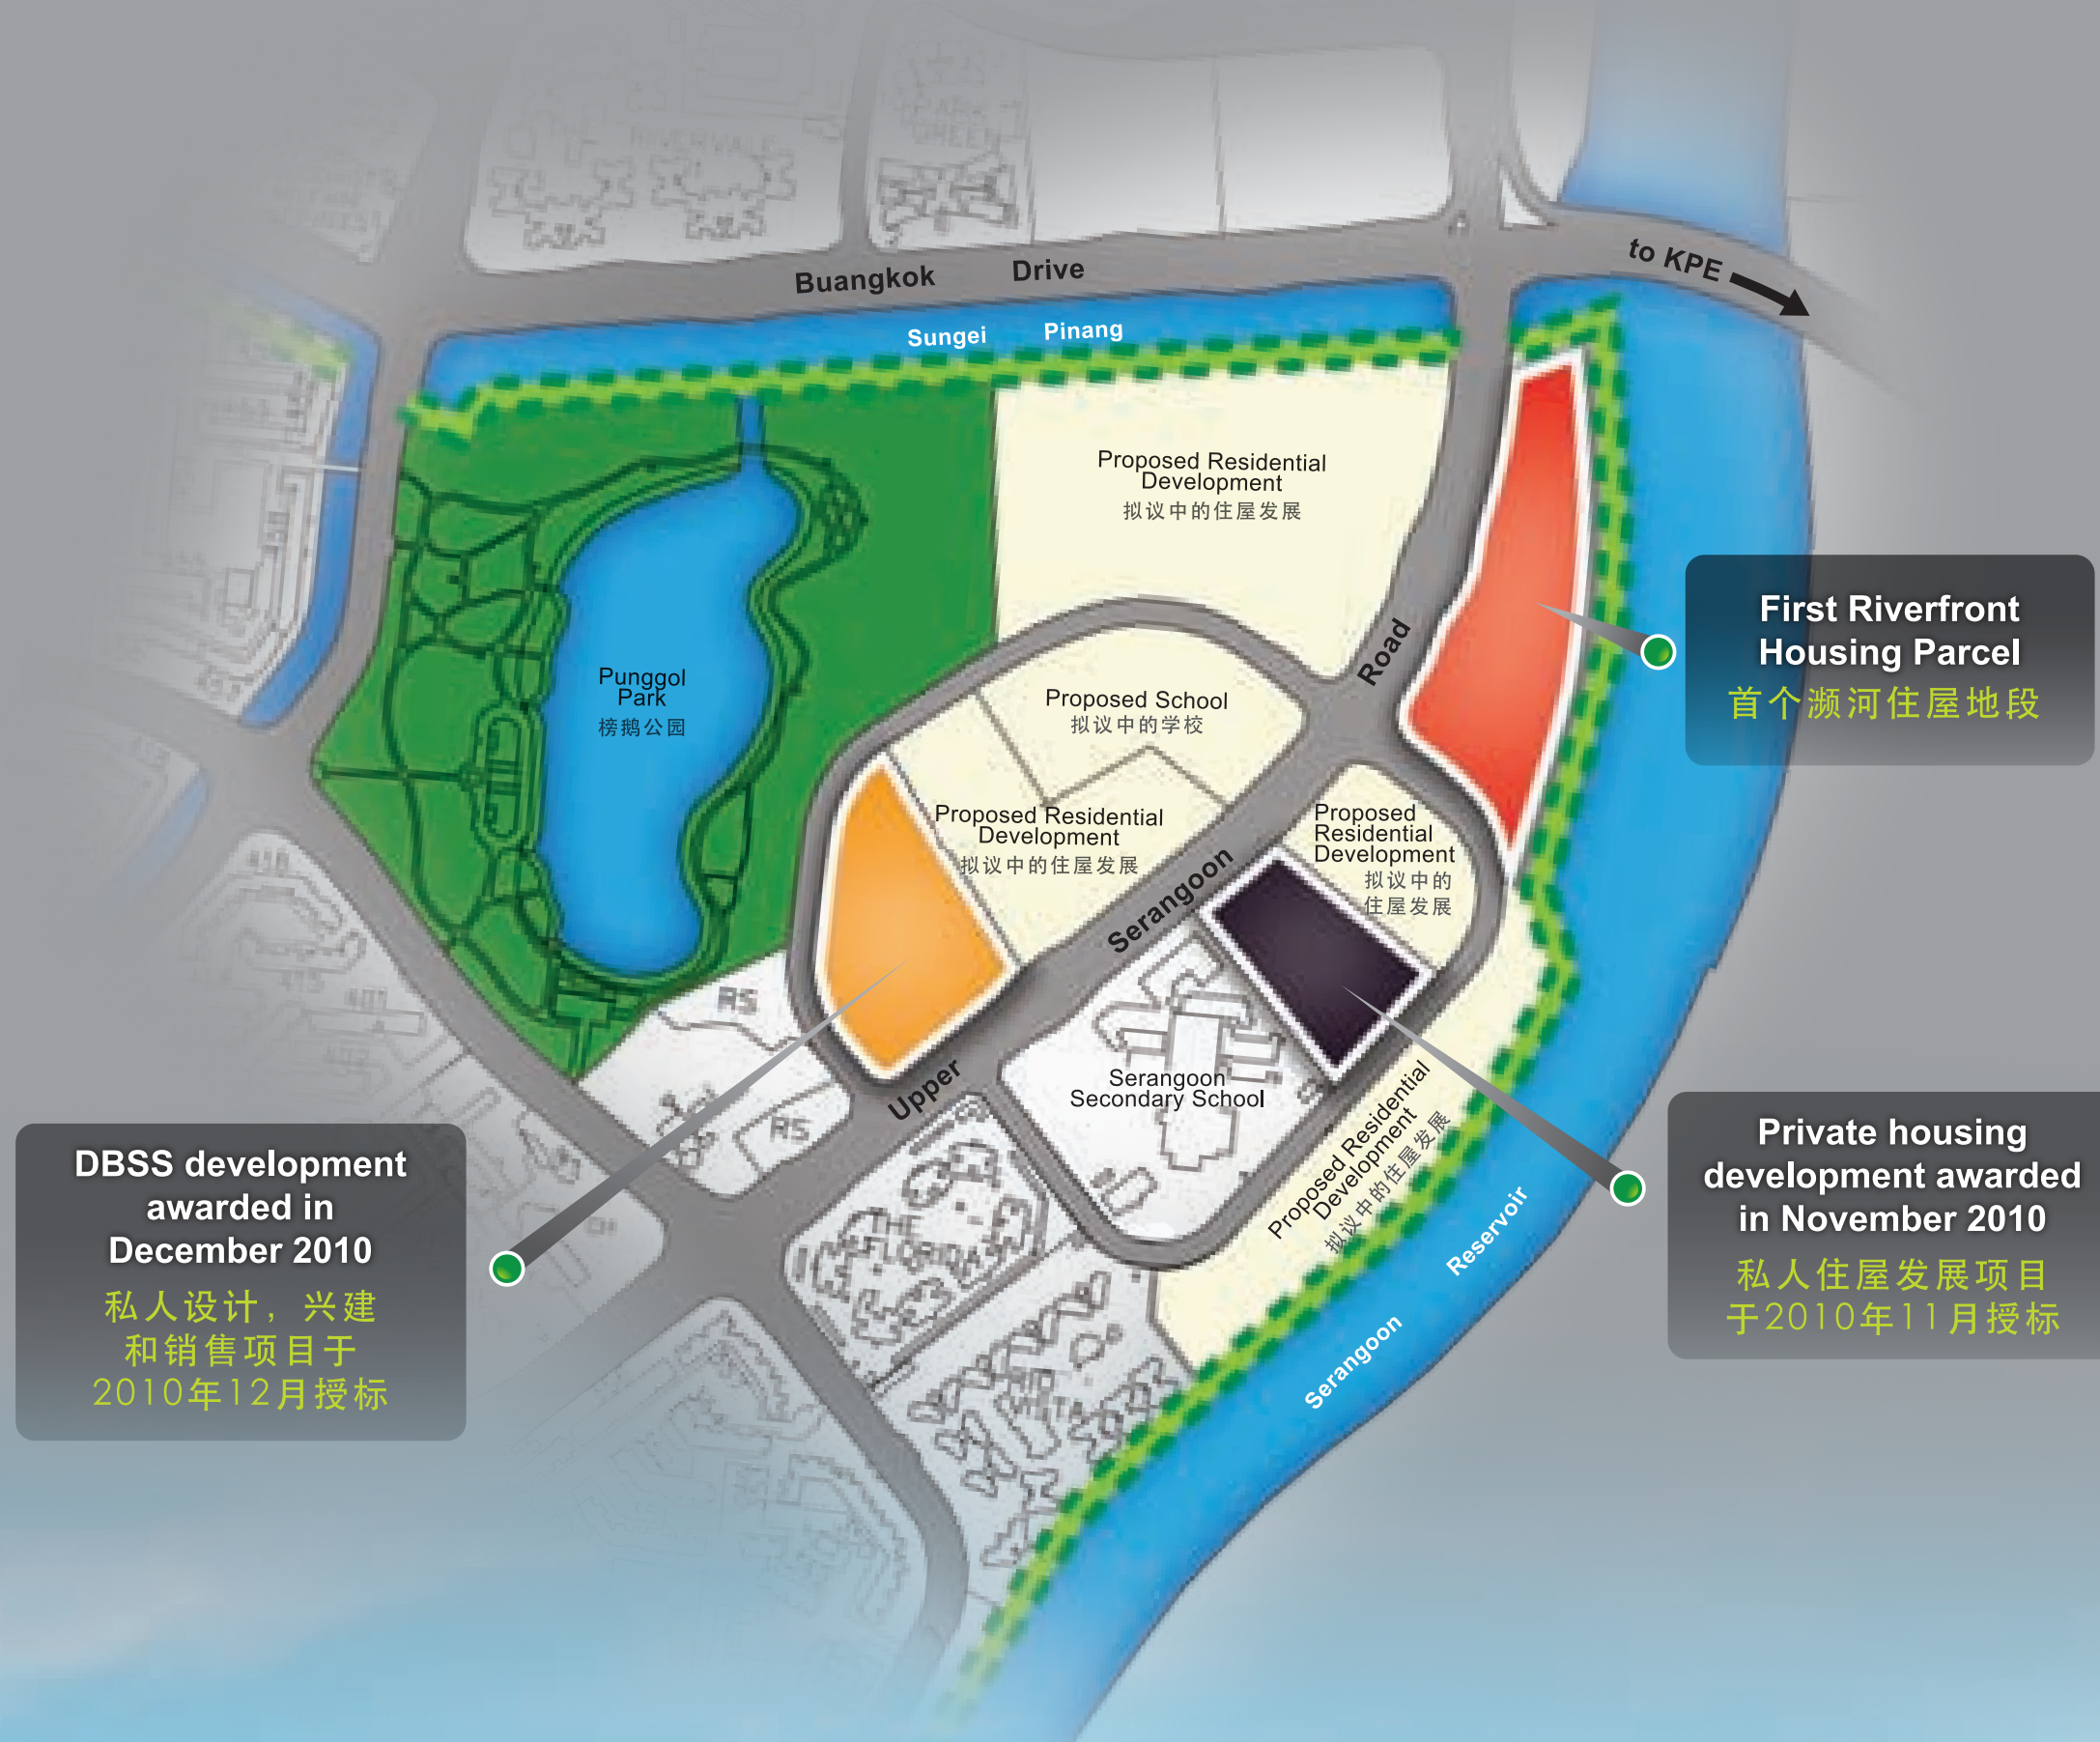 RIVERVALE
Buangkok Drive
to KPE
Sungei Pinang
Proposed Residential
Development
拟议中的住屋发展
Road
First Riverfront
Housing Parcel
首个濒河住屋地段
Punggol
Park
榜鹅公园
Proposed School
拟议中的学校
Proposed Residential
Development
拟议中的住屋发展
Proposed
Residential
Development
拟议中的
住屋发展
Serangoon
RS
Upper
Serangoon
Secondary School
RS
Proposed Residential
Development
拟议中的住屋发展
DBSS development
awarded in
December 2010
私人设计，兴建
和销售项目于
2010年12月授标
Private housing
development awarded
in November 2010
私人住屋发展项目
于2010年11月授标
THE
FLORIDA
Reservoir
Serangoon